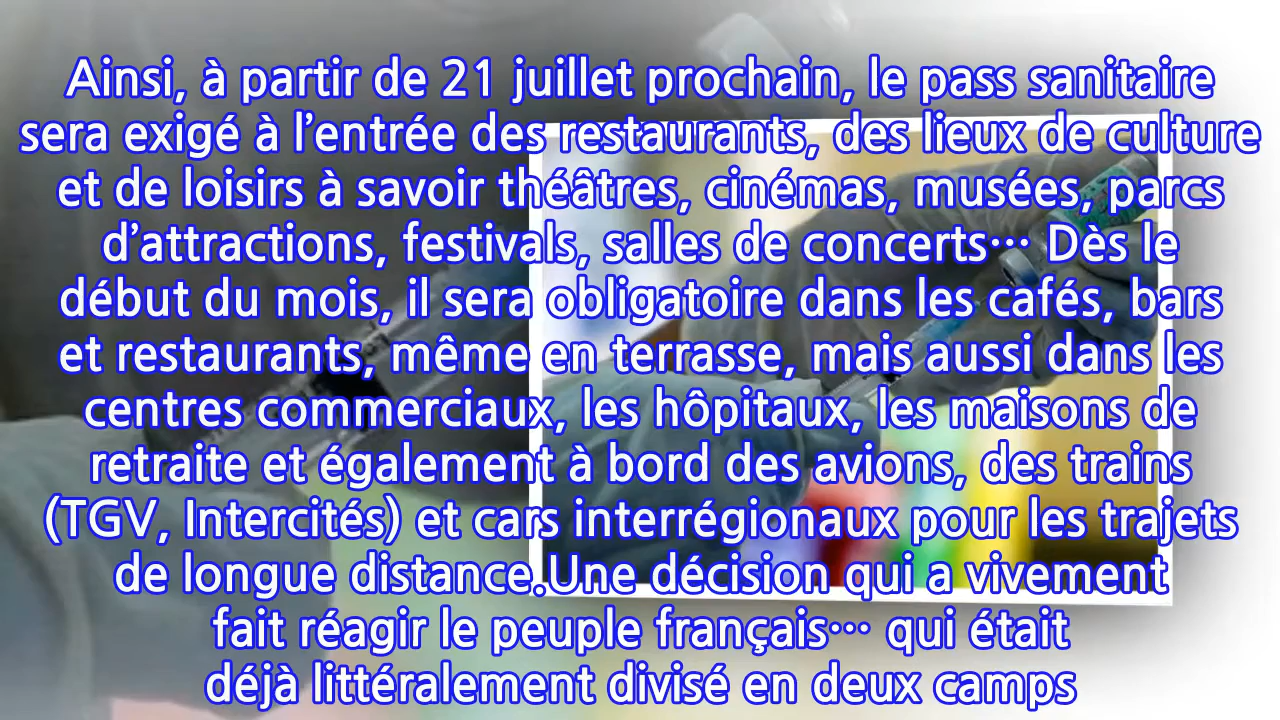 Ainsi, à partir de 21 juillet prochain, le pass sanitaire
sera exigé à l’entrée des restaurants, des lieux de culture
et de loisirs à savoir théâtres, cinémas, musées, parcs
d’attractions, festivals, salles de concerts… Dès le
début du mois, il sera obligatoire dans les cafés, bars
et restaurants, même en terrasse, mais aussi dans les
centres commerciaux, les hôpitaux, les maisons de
retraite et également à bord des avions, des trains
(TGV, Intercités) et cars interrégionaux pour les trajets
de longue distance.Une décision qui a vivement
fait réagir le peuple français… qui était
déjà littéralement divisé en deux camps